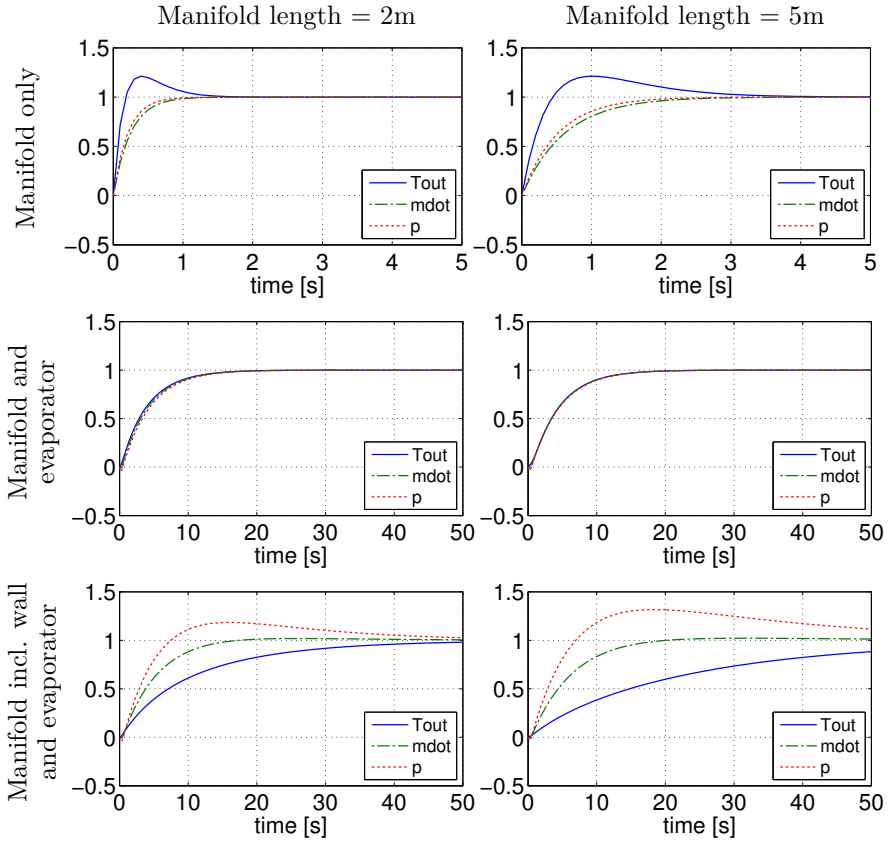 Manifold length = 2m
Manifold length = 5m
Manifold only
1.5
1
0.5
0
−0.5
0 1 2 3 4 5
time [s]
Tout
mdot
p
1.5
1
0.5
0
−0.5
0 1 2 3 4 5
time [s]
Tout
mdot
p
Manifold and
evaporator
1.5
1
0.5
0
−0.5
0 10 20 30 40 50
time [s]
Tout
mdot
p
1.5
1
0.5
0
−0.5
0 10 20 30 40 50
time [s]
Tout
mdot
p
Manifold incl. wall
and evaporator
1.5
1
0.5
0
−0.5
0 10 20 30 40 50
time [s]
Tout
mdot
p
1.5
1
0.5
0
−0.5
0 10 20 30 40 50
time [s]
Tout
mdot
p